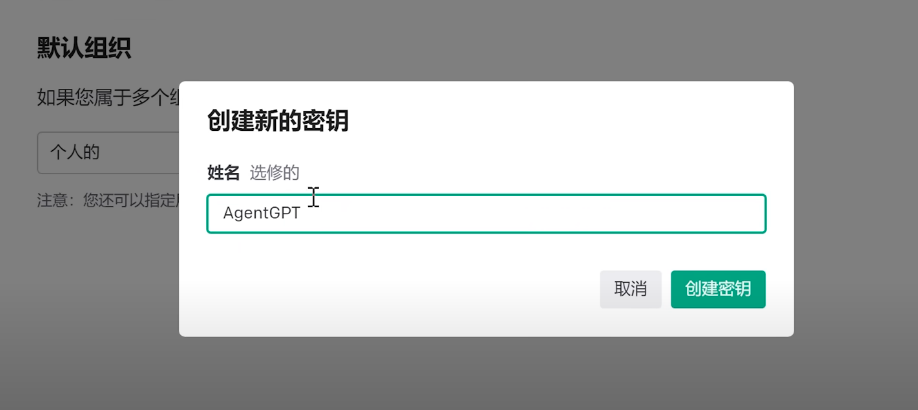 默认组织
如果您属于多个组
个人的
注意：您还可以指定
创建新的密钥
姓名 选修的
AgentGPT
取消 创建密钥